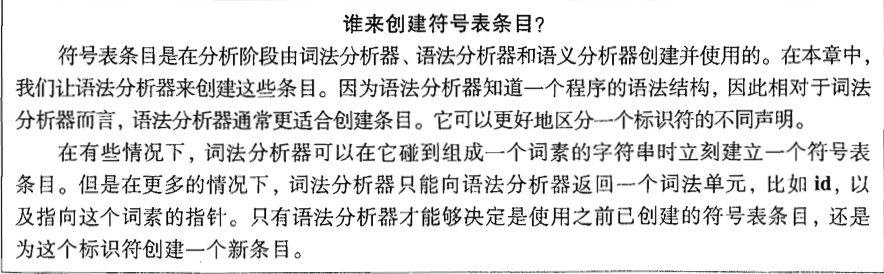 谁来创建符号表条目?
符号表条目是在分析阶段由词法分析器、语法分析器和语义分析器创建并使用的。在本章中，
我们让语法分析器来创建这些条目。因为语法分析器知道一个程序的语法结构，因此相对于词法
分析器而言，语法分析器通常更适合创建条目。它可以更好地区分一个标识符的不同声明。
在有些情况下，词法分析器可以在它碰到组成一个词素的字符串时立刻建立一个符号表
条目。但是在更多的情况下，词法分析器只能向语法分析器返回一个词法单元，比如 id，以
及指向这个词素的指针。只有语法分析器才能够决定是使用之前已创建的符号表条目，还是
为这个标识符创建一个新条目。